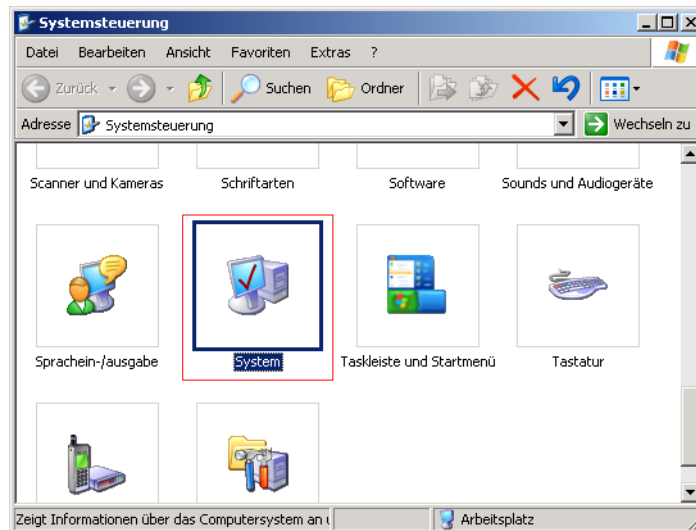 Systemsteuerung
Datei Bearbeiten Ansicht Favoriten Extras ?
Zurück Suchen Ordner
Adresse Systemsteuerung Wechseln zu
Scanner und Kameras Schriftarten Software Sounds und Audiogeräte
Sprachein-/ausgabe System Taskleiste und Startmenü Tastatur
Zeigt Informationen über das Computersystem an Arbeitsplatz